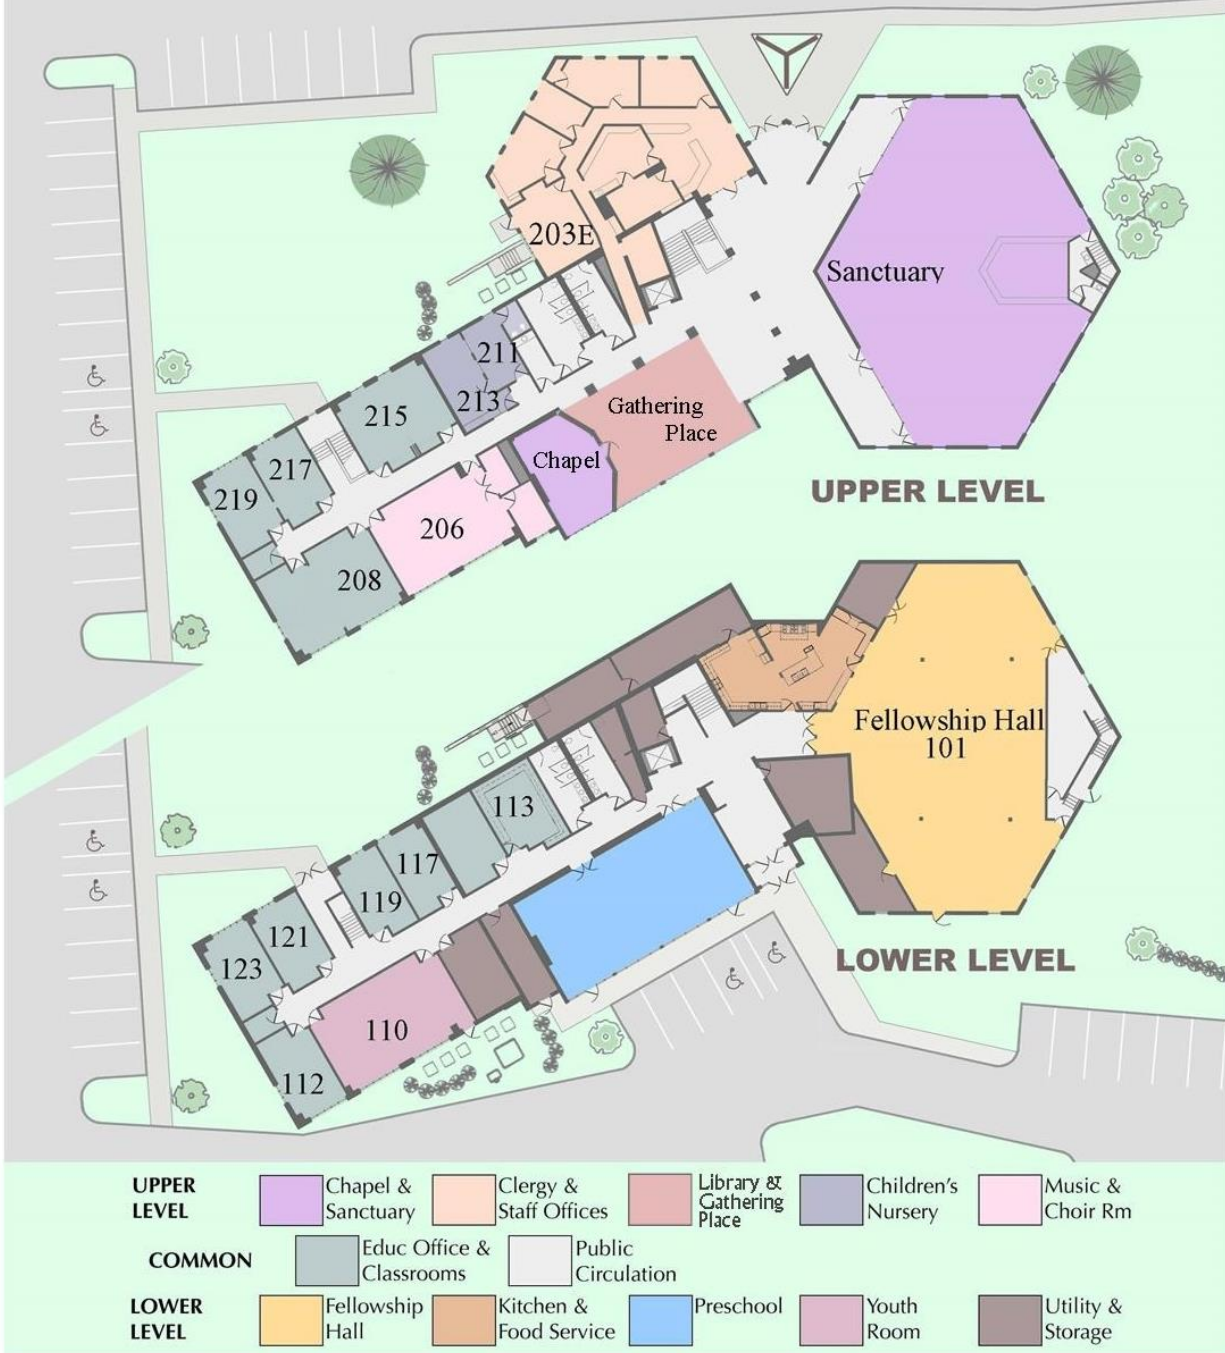 203E
Sanctuary
211
213
215
Gathering
Place
Chapel
217
219
206
208
UPPER LEVEL
Fellowship Hall
101
113
117
119
121
123
LOWER LEVEL
110
112
UPPER
LEVEL
Chapel &
Sanctuary
Clergy &
Staff Offices
Library &
Gathering
Place
Children's
Nursery
Music &
Choir Rm
COMMON
Educ Office &
Classrooms
Public
Circulation
LOWER
LEVEL
Fellowship
Hall
Kitchen &
Food Service
Preschool
Youth
Room
Utility &
Storage